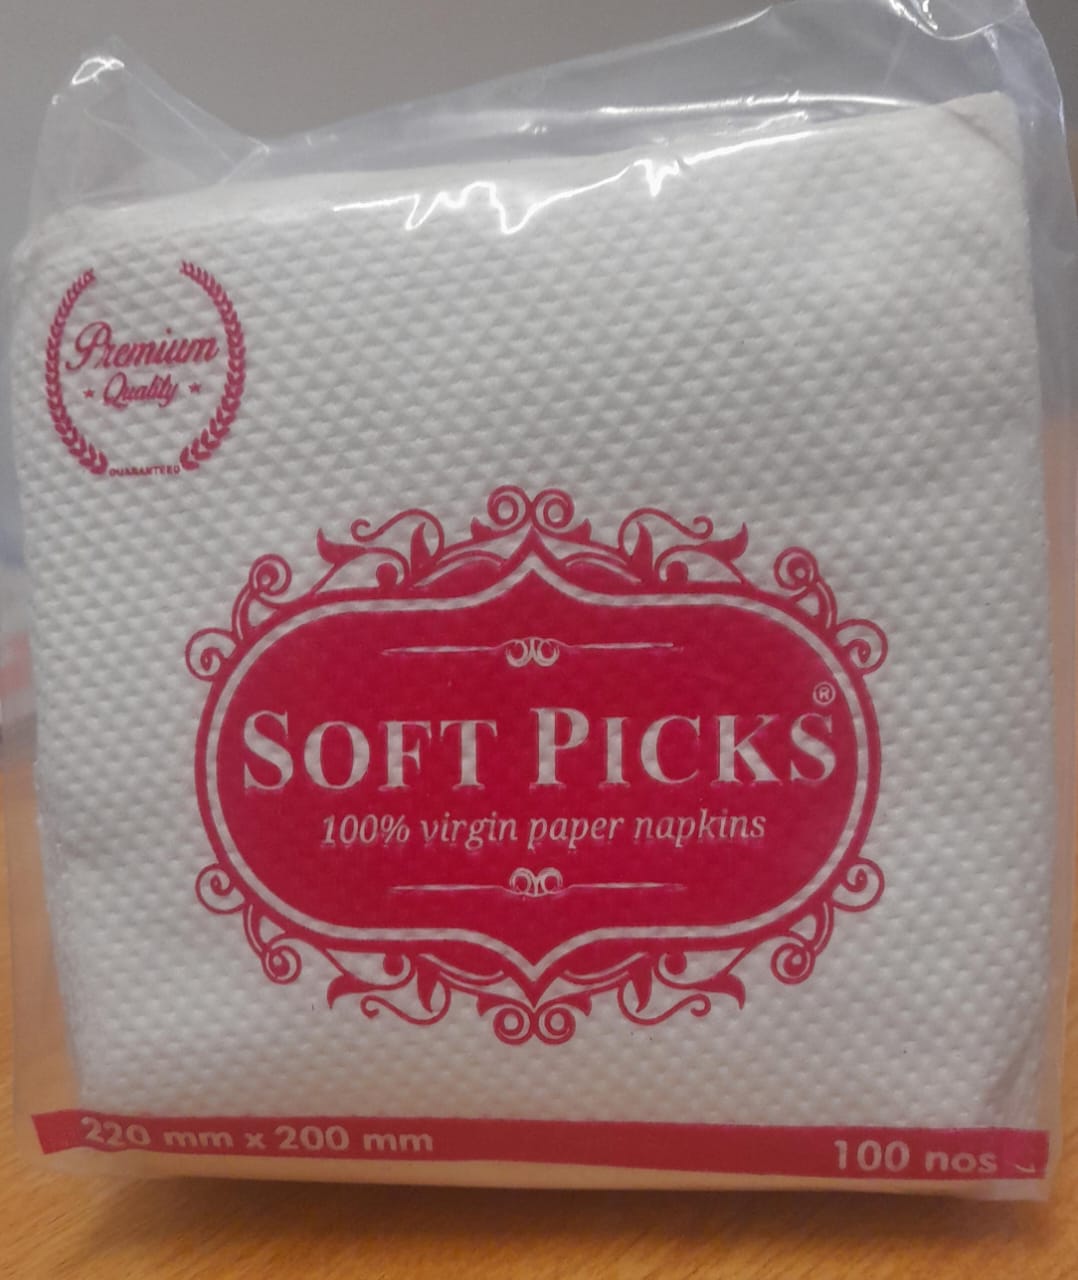 Premium
Quality
GUARANTEED
SOFT PICKS®
100% virgin paper napkins
220 mm x 200 mm
100 nos